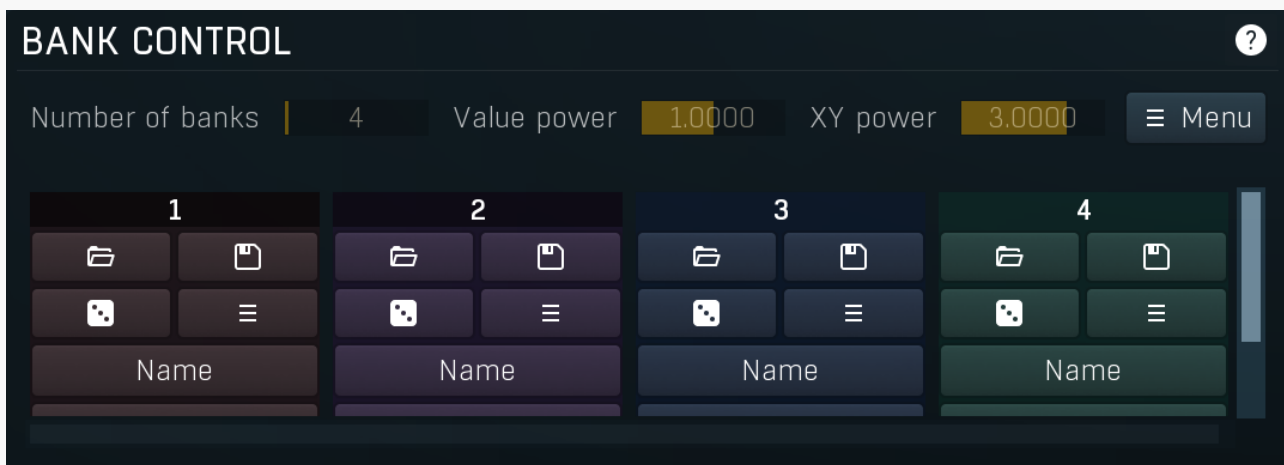 BANK CONTROL ?
Number of banks 4 Value power 1.0000 XY power 3.0000 Menu
1 2 3 4
Name Name Name Name